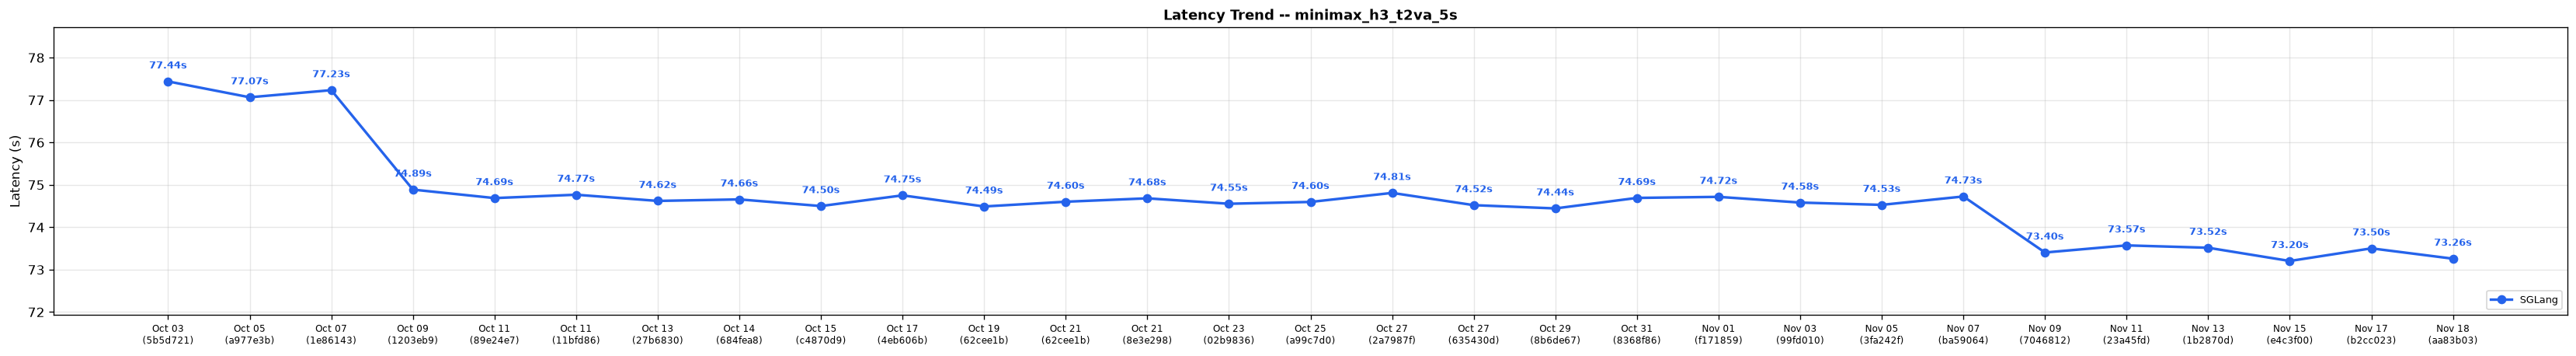 Latency Trend -- minimax_h3_t2va_5s
Latency (s)
78
77
76
75
74
73
72
77.44s
77.07s
77.23s
74.89s
74.69s
74.77s
74.62s
74.66s
74.50s
74.75s
74.49s
74.60s
74.68s
74.55s
74.60s
74.81s
74.52s
74.44s
74.69s
74.72s
74.58s
74.53s
74.73s
73.40s
73.57s
73.52s
73.20s
73.50s
73.26s
SGLang
Oct 03
(5b5d721)
Oct 05
(a977e3b)
Oct 07
(1e86143)
Oct 09
(1203eb9)
Oct 11
(89e24e7)
Oct 11
(11bfd86)
Oct 13
(27b6830)
Oct 14
(684fea8)
Oct 15
(c4870d9)
Oct 17
(4eb606b)
Oct 19
(62cee1b)
Oct 21
(62cee1b)
Oct 21
(8e3e298)
Oct 23
(02b9836)
Oct 25
(a99c7d0)
Oct 27
(2a7987f)
Oct 27
(635430d)
Oct 29
(8b6de67)
Oct 31
(8368f86)
Nov 01
(f171859)
Nov 03
(99fd010)
Nov 05
(3fa242f)
Nov 07
(ba59064)
Nov 09
(7046812)
Nov 11
(23a45fd)
Nov 13
(1b2870d)
Nov 15
(e4c3f00)
Nov 17
(b2cc023)
Nov 18
(aa83b03)